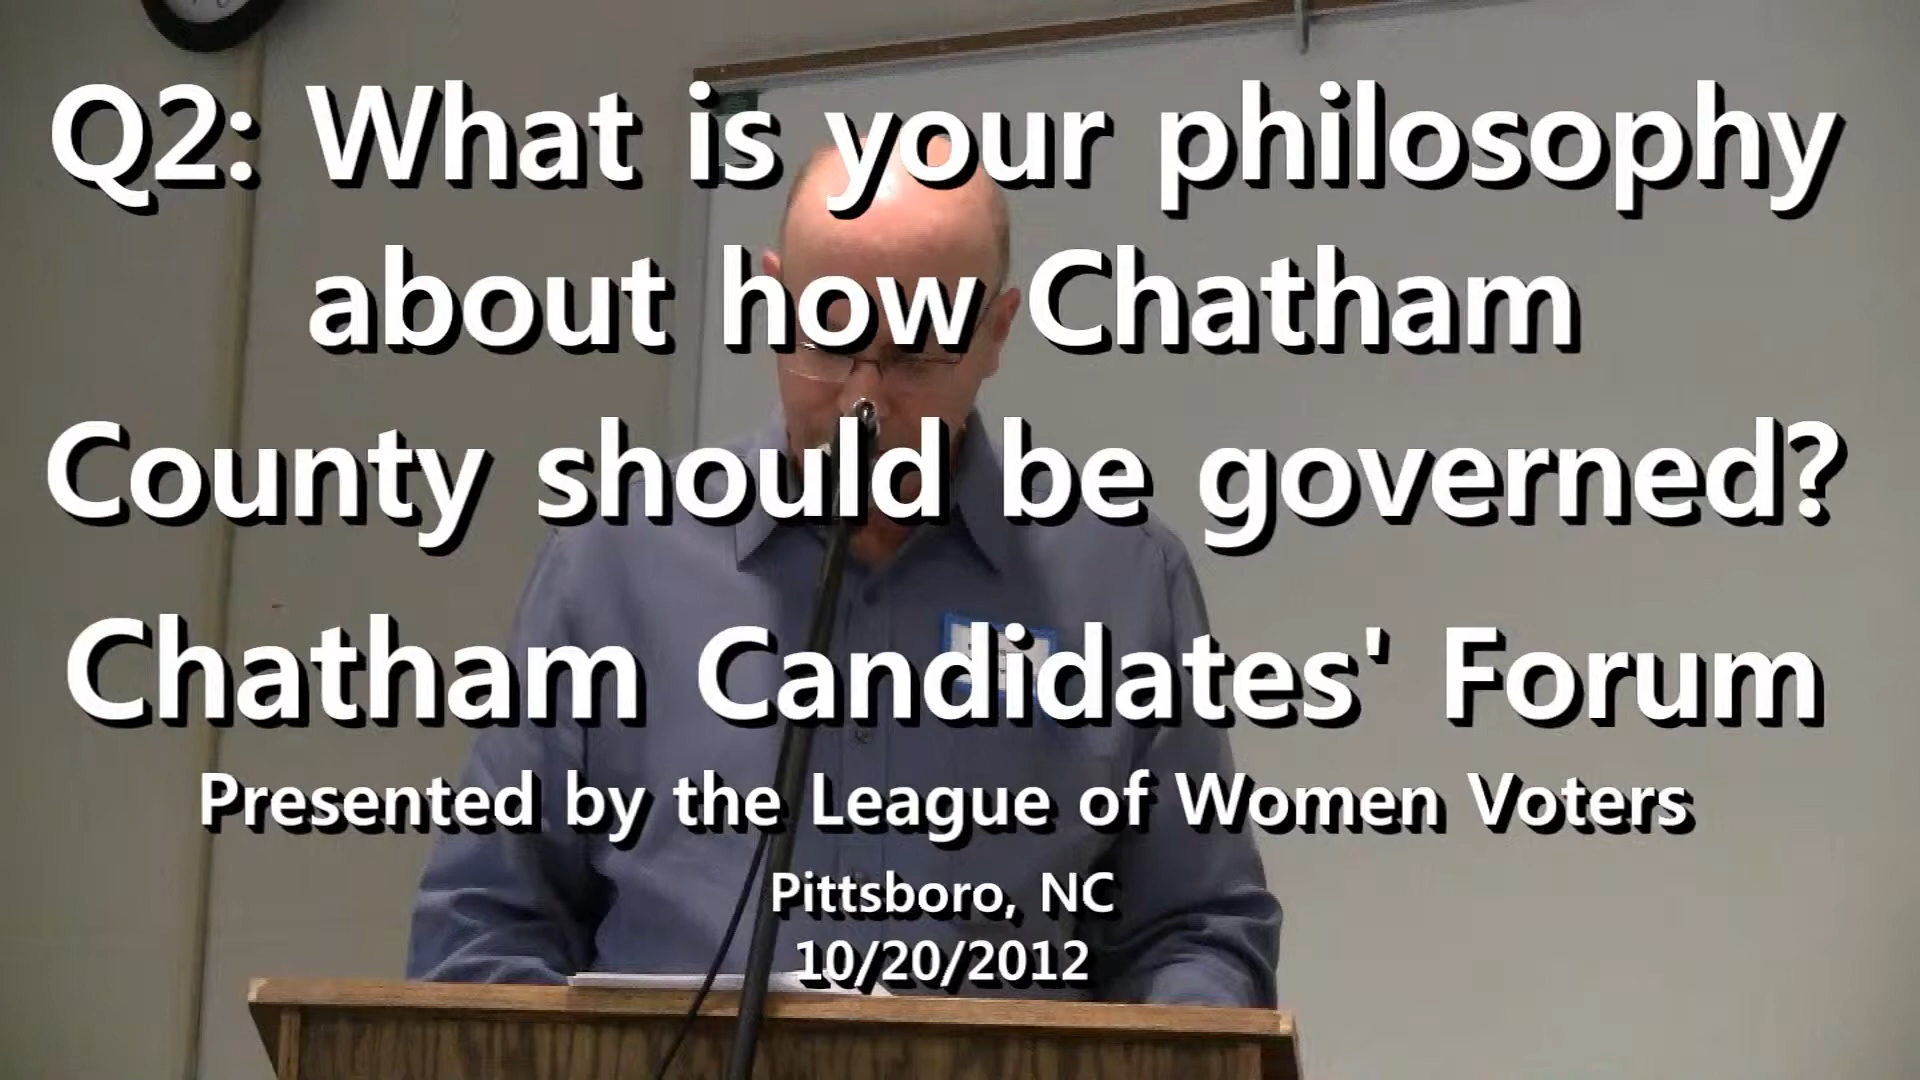 Q2: What is your philosophy
about how Chatham
County should be governed?
Chatham Candidates' Forum
Presented by the League of Women Voters
Pittsboro, NC
10/20/2012